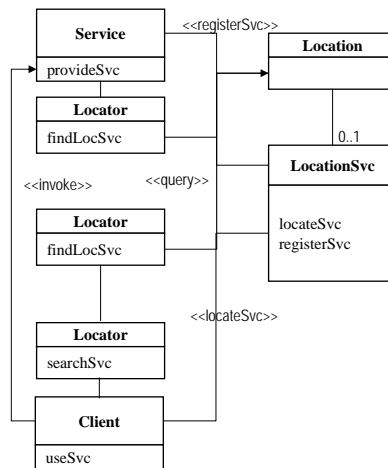 <<registerSvc>>
Service
Location
provideSvc
Locator
findLocSvc
0..1
LocationSvc
<<invoke>>
<<query>>
Locator
locateSvc
findLocSvc
registerSvc
<<locateSvc>>
Locator
searchSvc
Client
useSvc